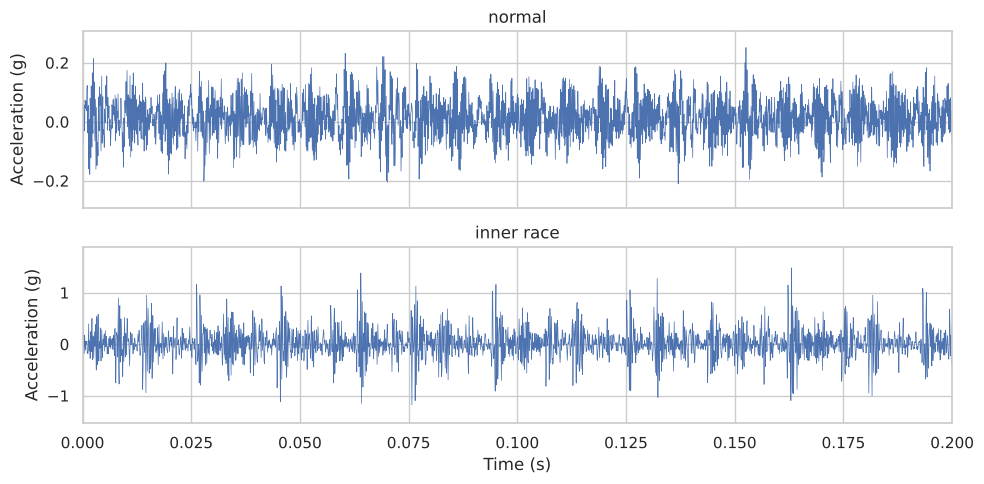 normal
Acceleration (g)
0.2
0.0
−0.2
inner race
Acceleration (g)
1
0
−1
0.000 0.025 0.050 0.075 0.100 0.125 0.150 0.175 0.200
Time (s)